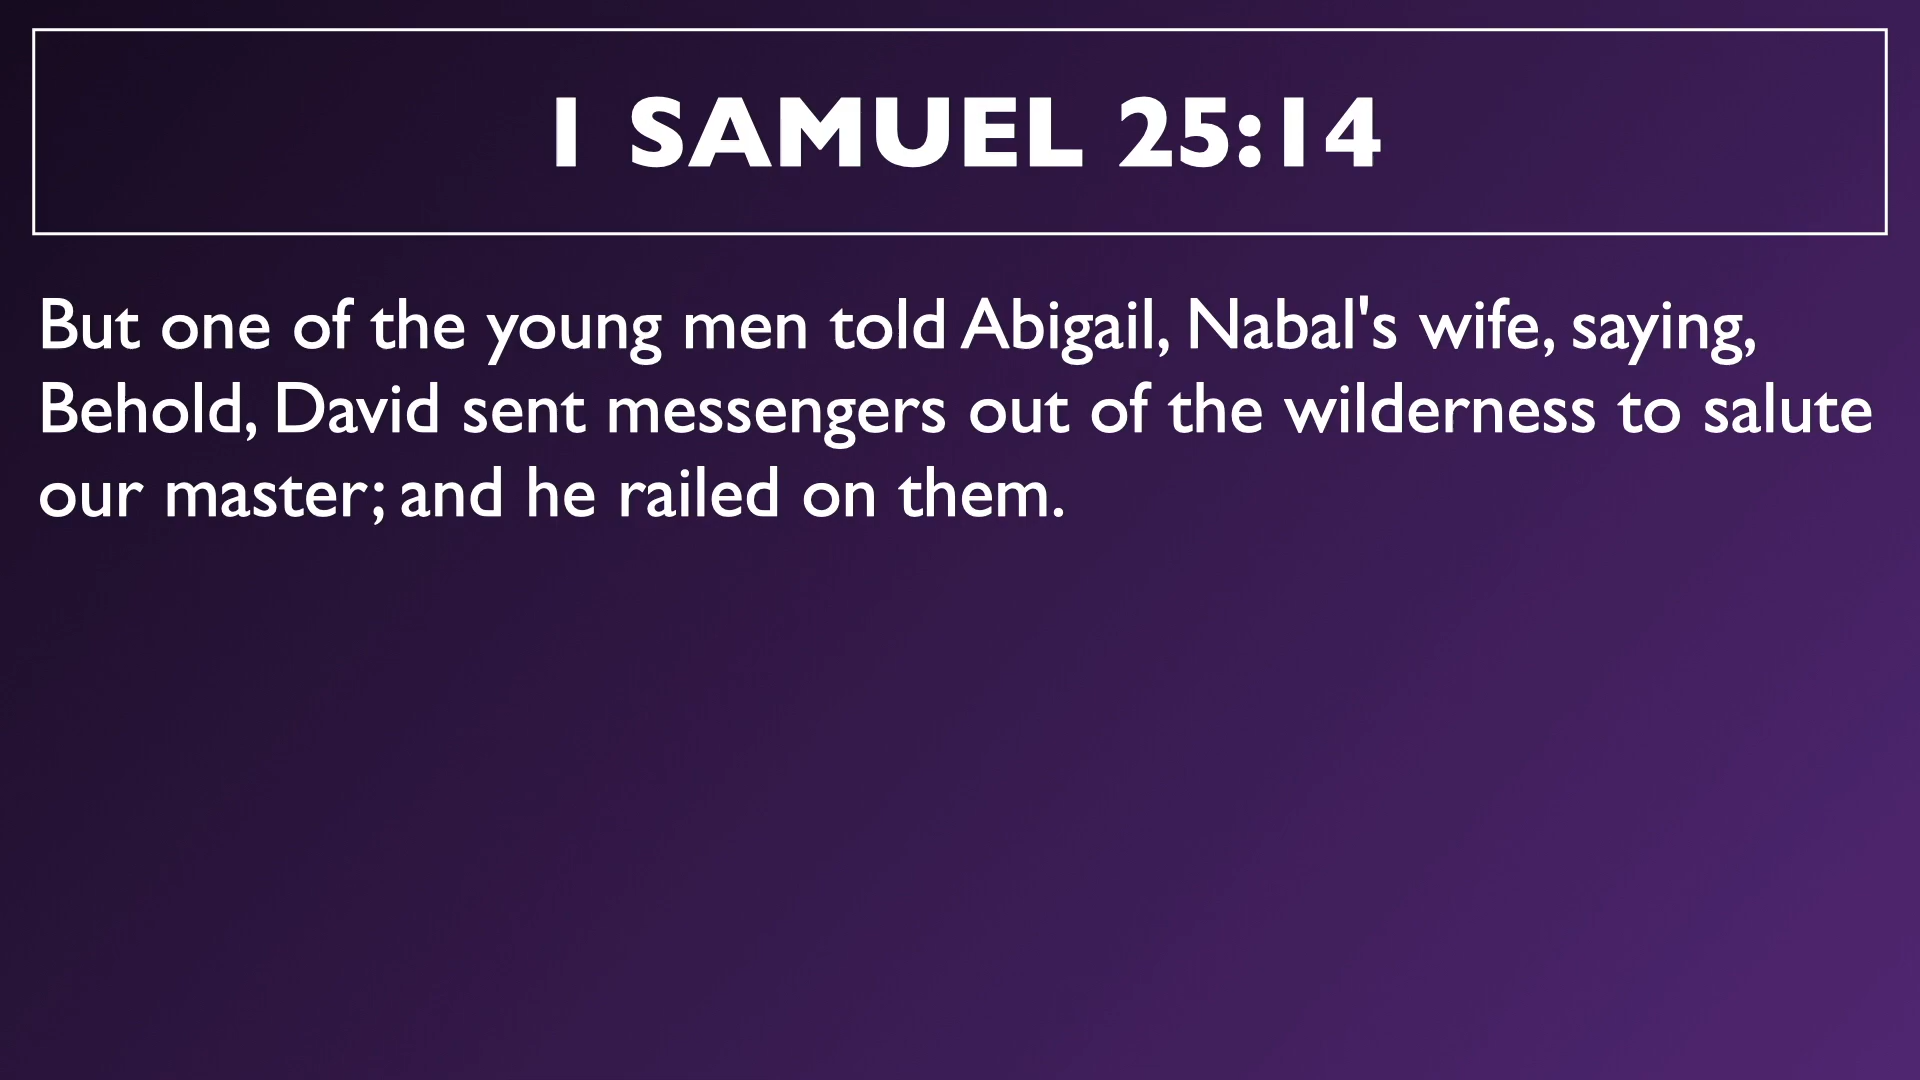 1 SAMUEL 25:14
But one of the young men told Abigail, Nabal's wife, saying,
Behold, David sent messengers out of the wilderness to salute
our master; and he railed on them.